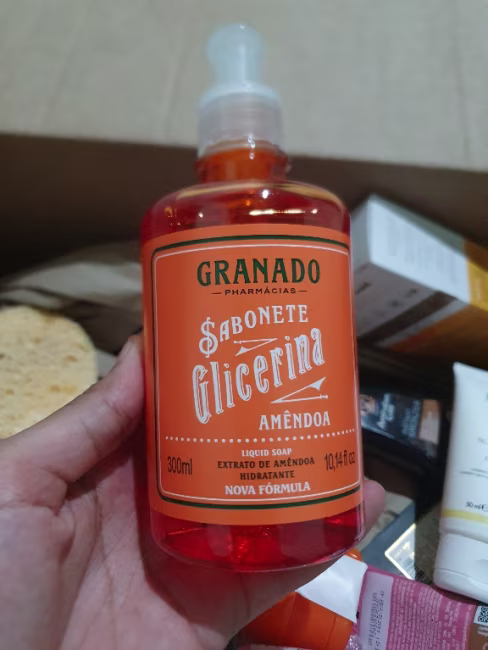 GRANADO
PHARMÁCIAS
SABONETE
Glicerina
AMÊNDOA
LIQUID SOAP
300ml EXTRATO DE AMÊNDOA 10,14 fl oz
HIDRATANTE
NOVA FÓRMULA